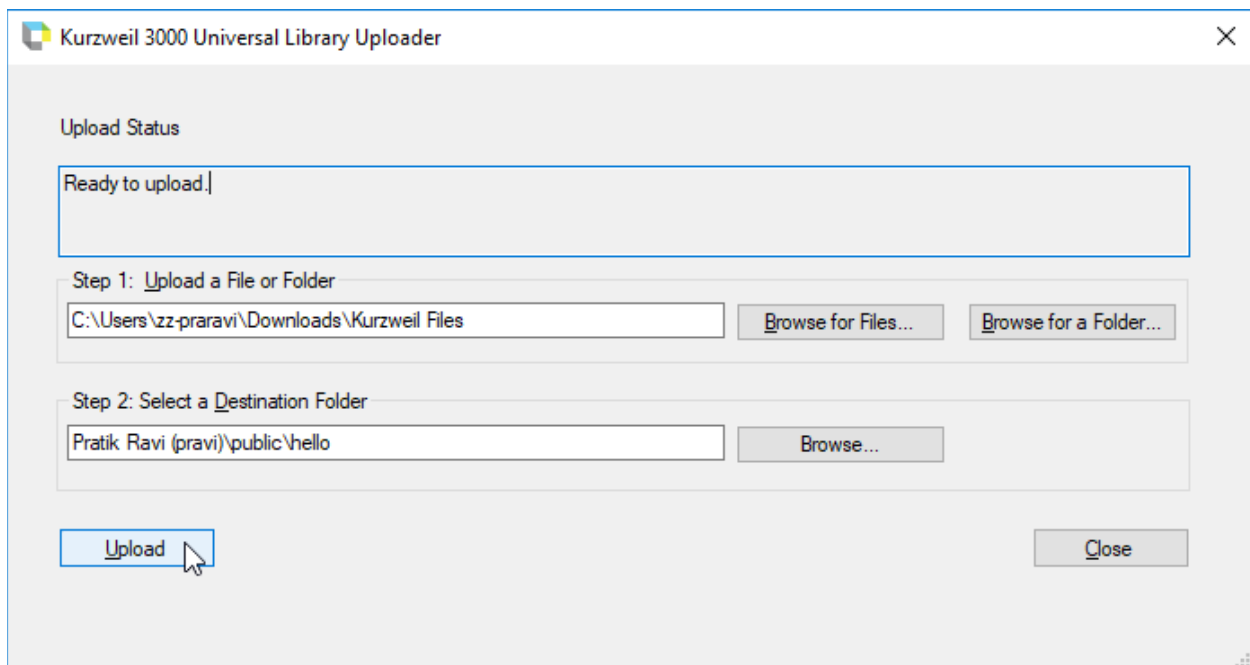 Kurzweil 3000 Universal Library Uploader
Upload Status
Ready to upload.
Step 1:  Upload a File or Folder
C:\Users\zz-praravi\Downloads\Kurzweil Files
Browse for Files...
Browse for a Folder...
Step 2: Select a Destination Folder
Pratik Ravi (pravi)\public\hello
Browse...
Upload
Close